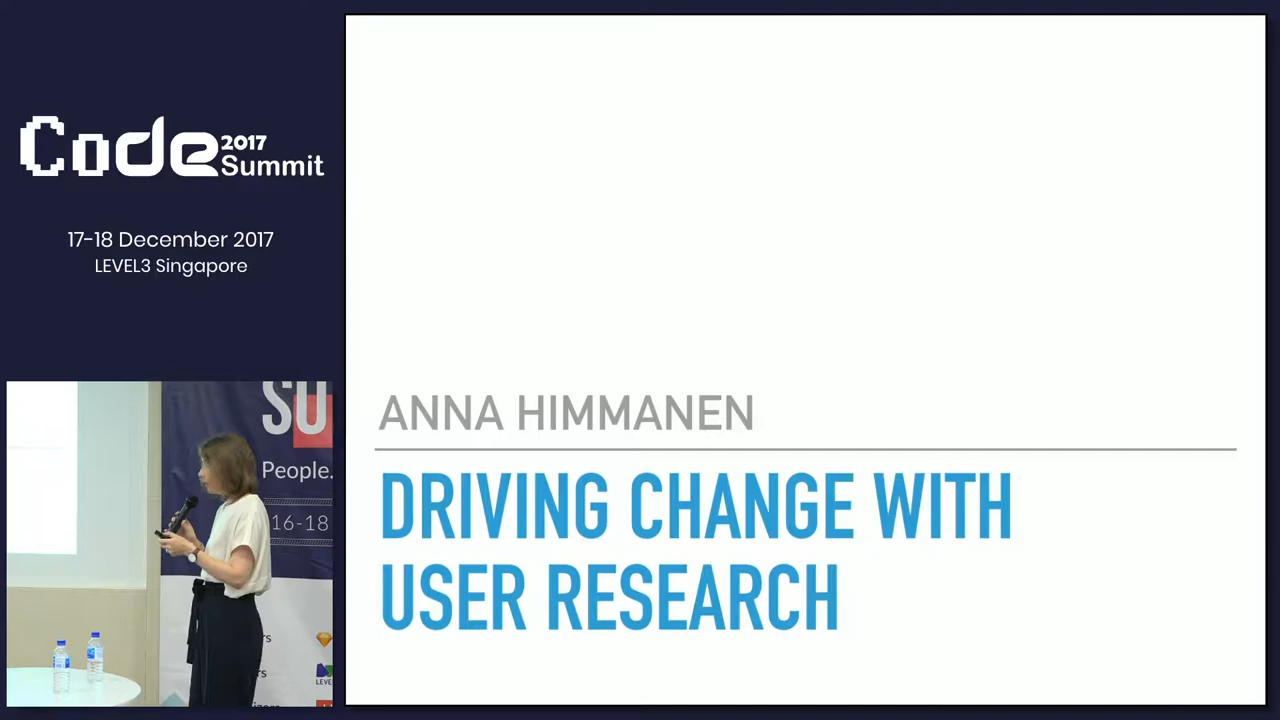 Code
2017
Summit
17-18 December 2017
LEVEL3 Singapore
SU
People.
16-18
ANNA HIMMANEN
DRIVING CHANGE WITH
USER RESEARCH